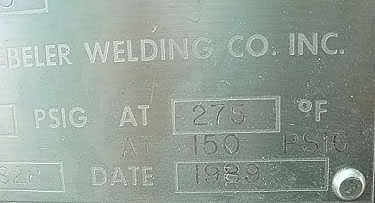 EBELER WELDING CO. INC.
PSIG AT 275 °F
AT 150 PSIG
DATE 1989